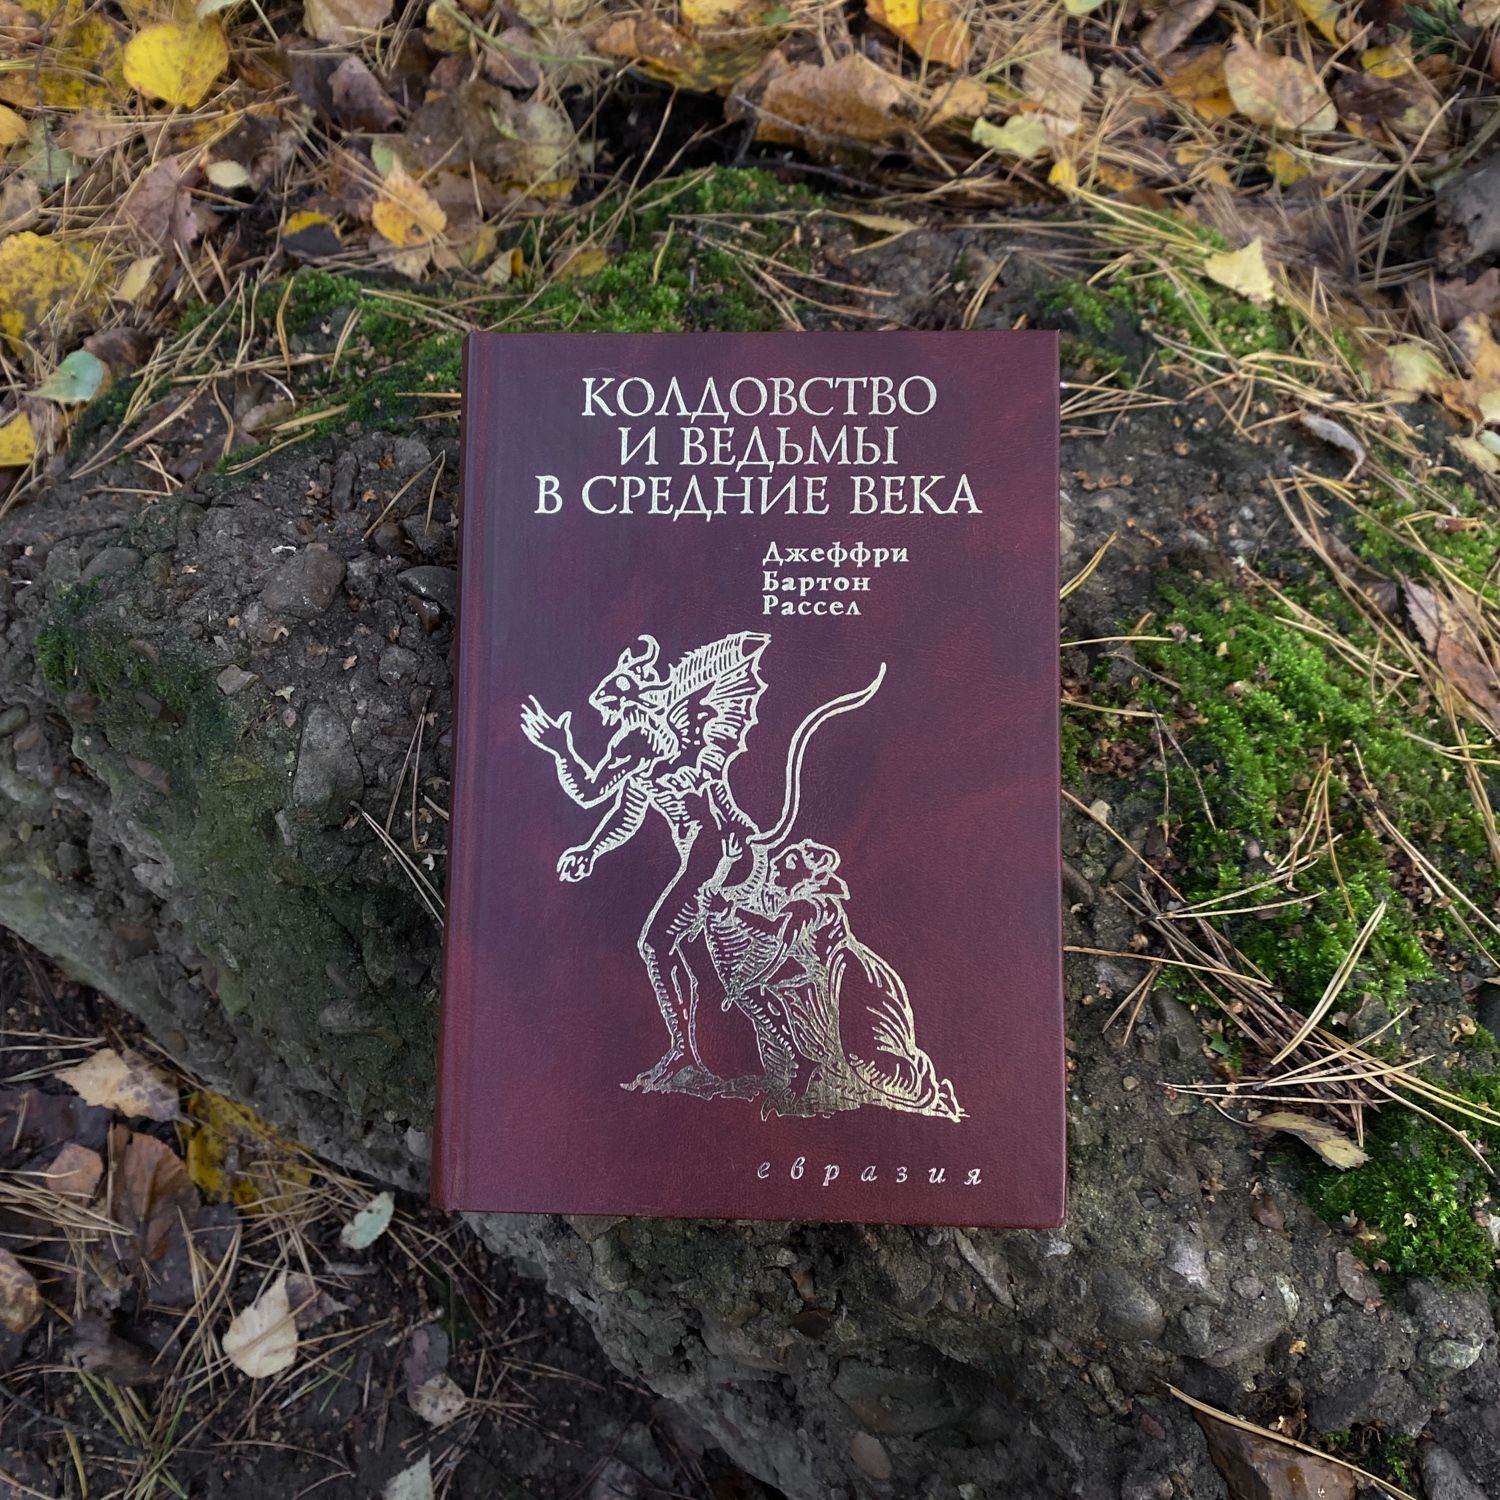 КОЛДОВСТВО
И ВЕДЬМЫ
В СРЕДНИЕ ВЕКА
Джеффри
Бартон
Рассел
евразия